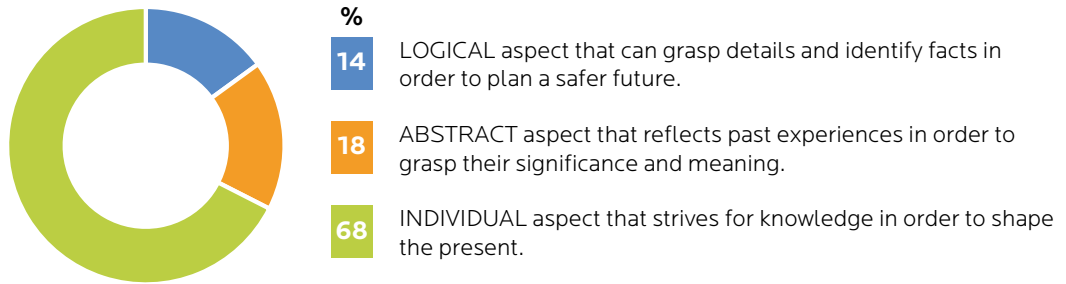 %
14 LOGICAL aspect that can grasp details and identify facts in
order to plan a safer future.
18 ABSTRACT aspect that reflects past experiences in order to
grasp their significance and meaning.
68 INDIVIDUAL aspect that strives for knowledge in order to shape
the present.